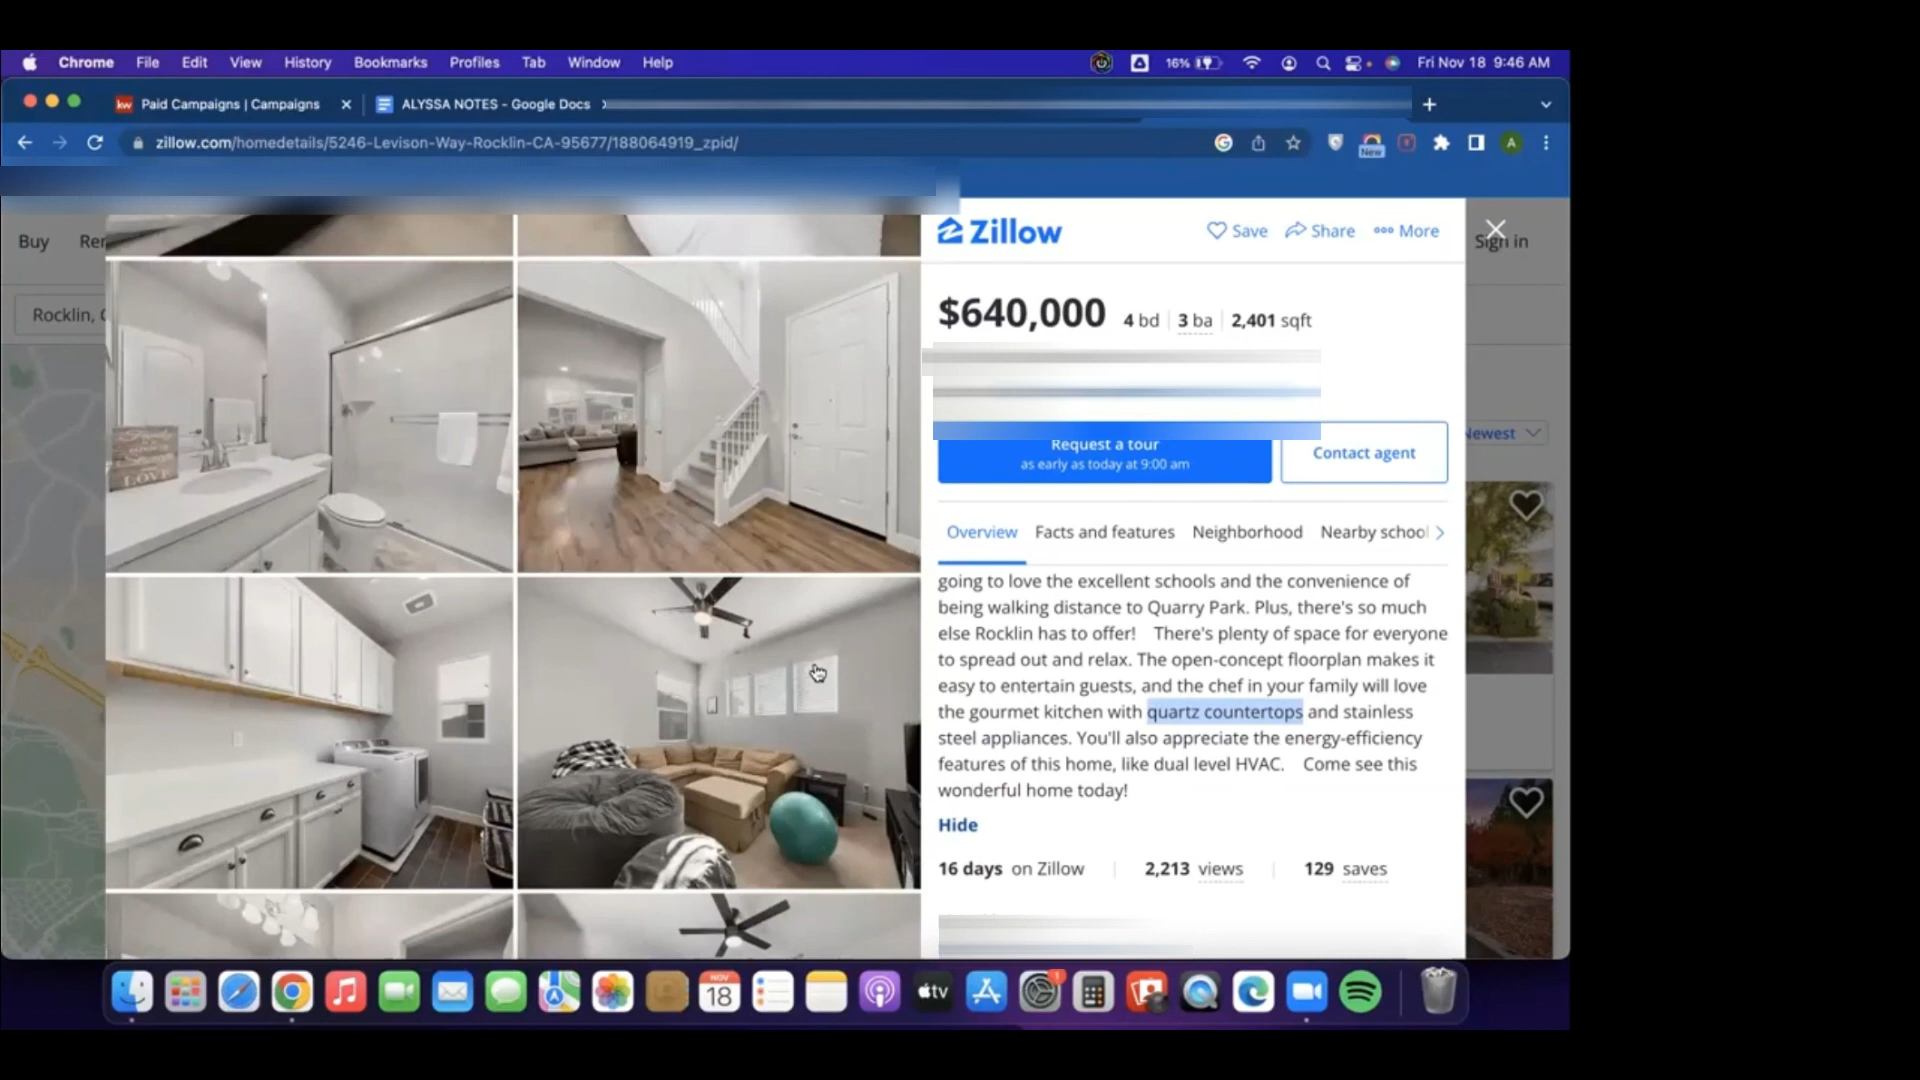 Chrome File Edit View History Bookmarks Profiles Tab Window Help 16% Fri Nov 18 9:46 AM
Paid Campaigns | Campaigns ALYSSA NOTES - Google Docs
zillow.com/homedetails/5246-Levison-Way-Rocklin-CA-95677/188064919_zpid/
New
A
Buy
Rocklin,
LOVE
Zillow
Save Share More
Sign in
$640,000 4 bd 3 ba 2,401 sqft
Request a tour
as early as today at 9:00 am
Contact agent
Newest
Overview Facts and features Neighborhood Nearby school
going to love the excellent schools and the convenience of
being walking distance to Quarry Park. Plus, there's so much
else Rocklin has to offer! There's plenty of space for everyone
to spread out and relax. The open-concept floorplan makes it
easy to entertain guests, and the chef in your family will love
the gourmet kitchen with quartz countertops and stainless
steel appliances. You'll also appreciate the energy-efficiency
features of this home, like dual level HVAC. Come see this
wonderful home today!
Hide
16 days on Zillow 2,213 views 129 saves
NOV
18
tv
1